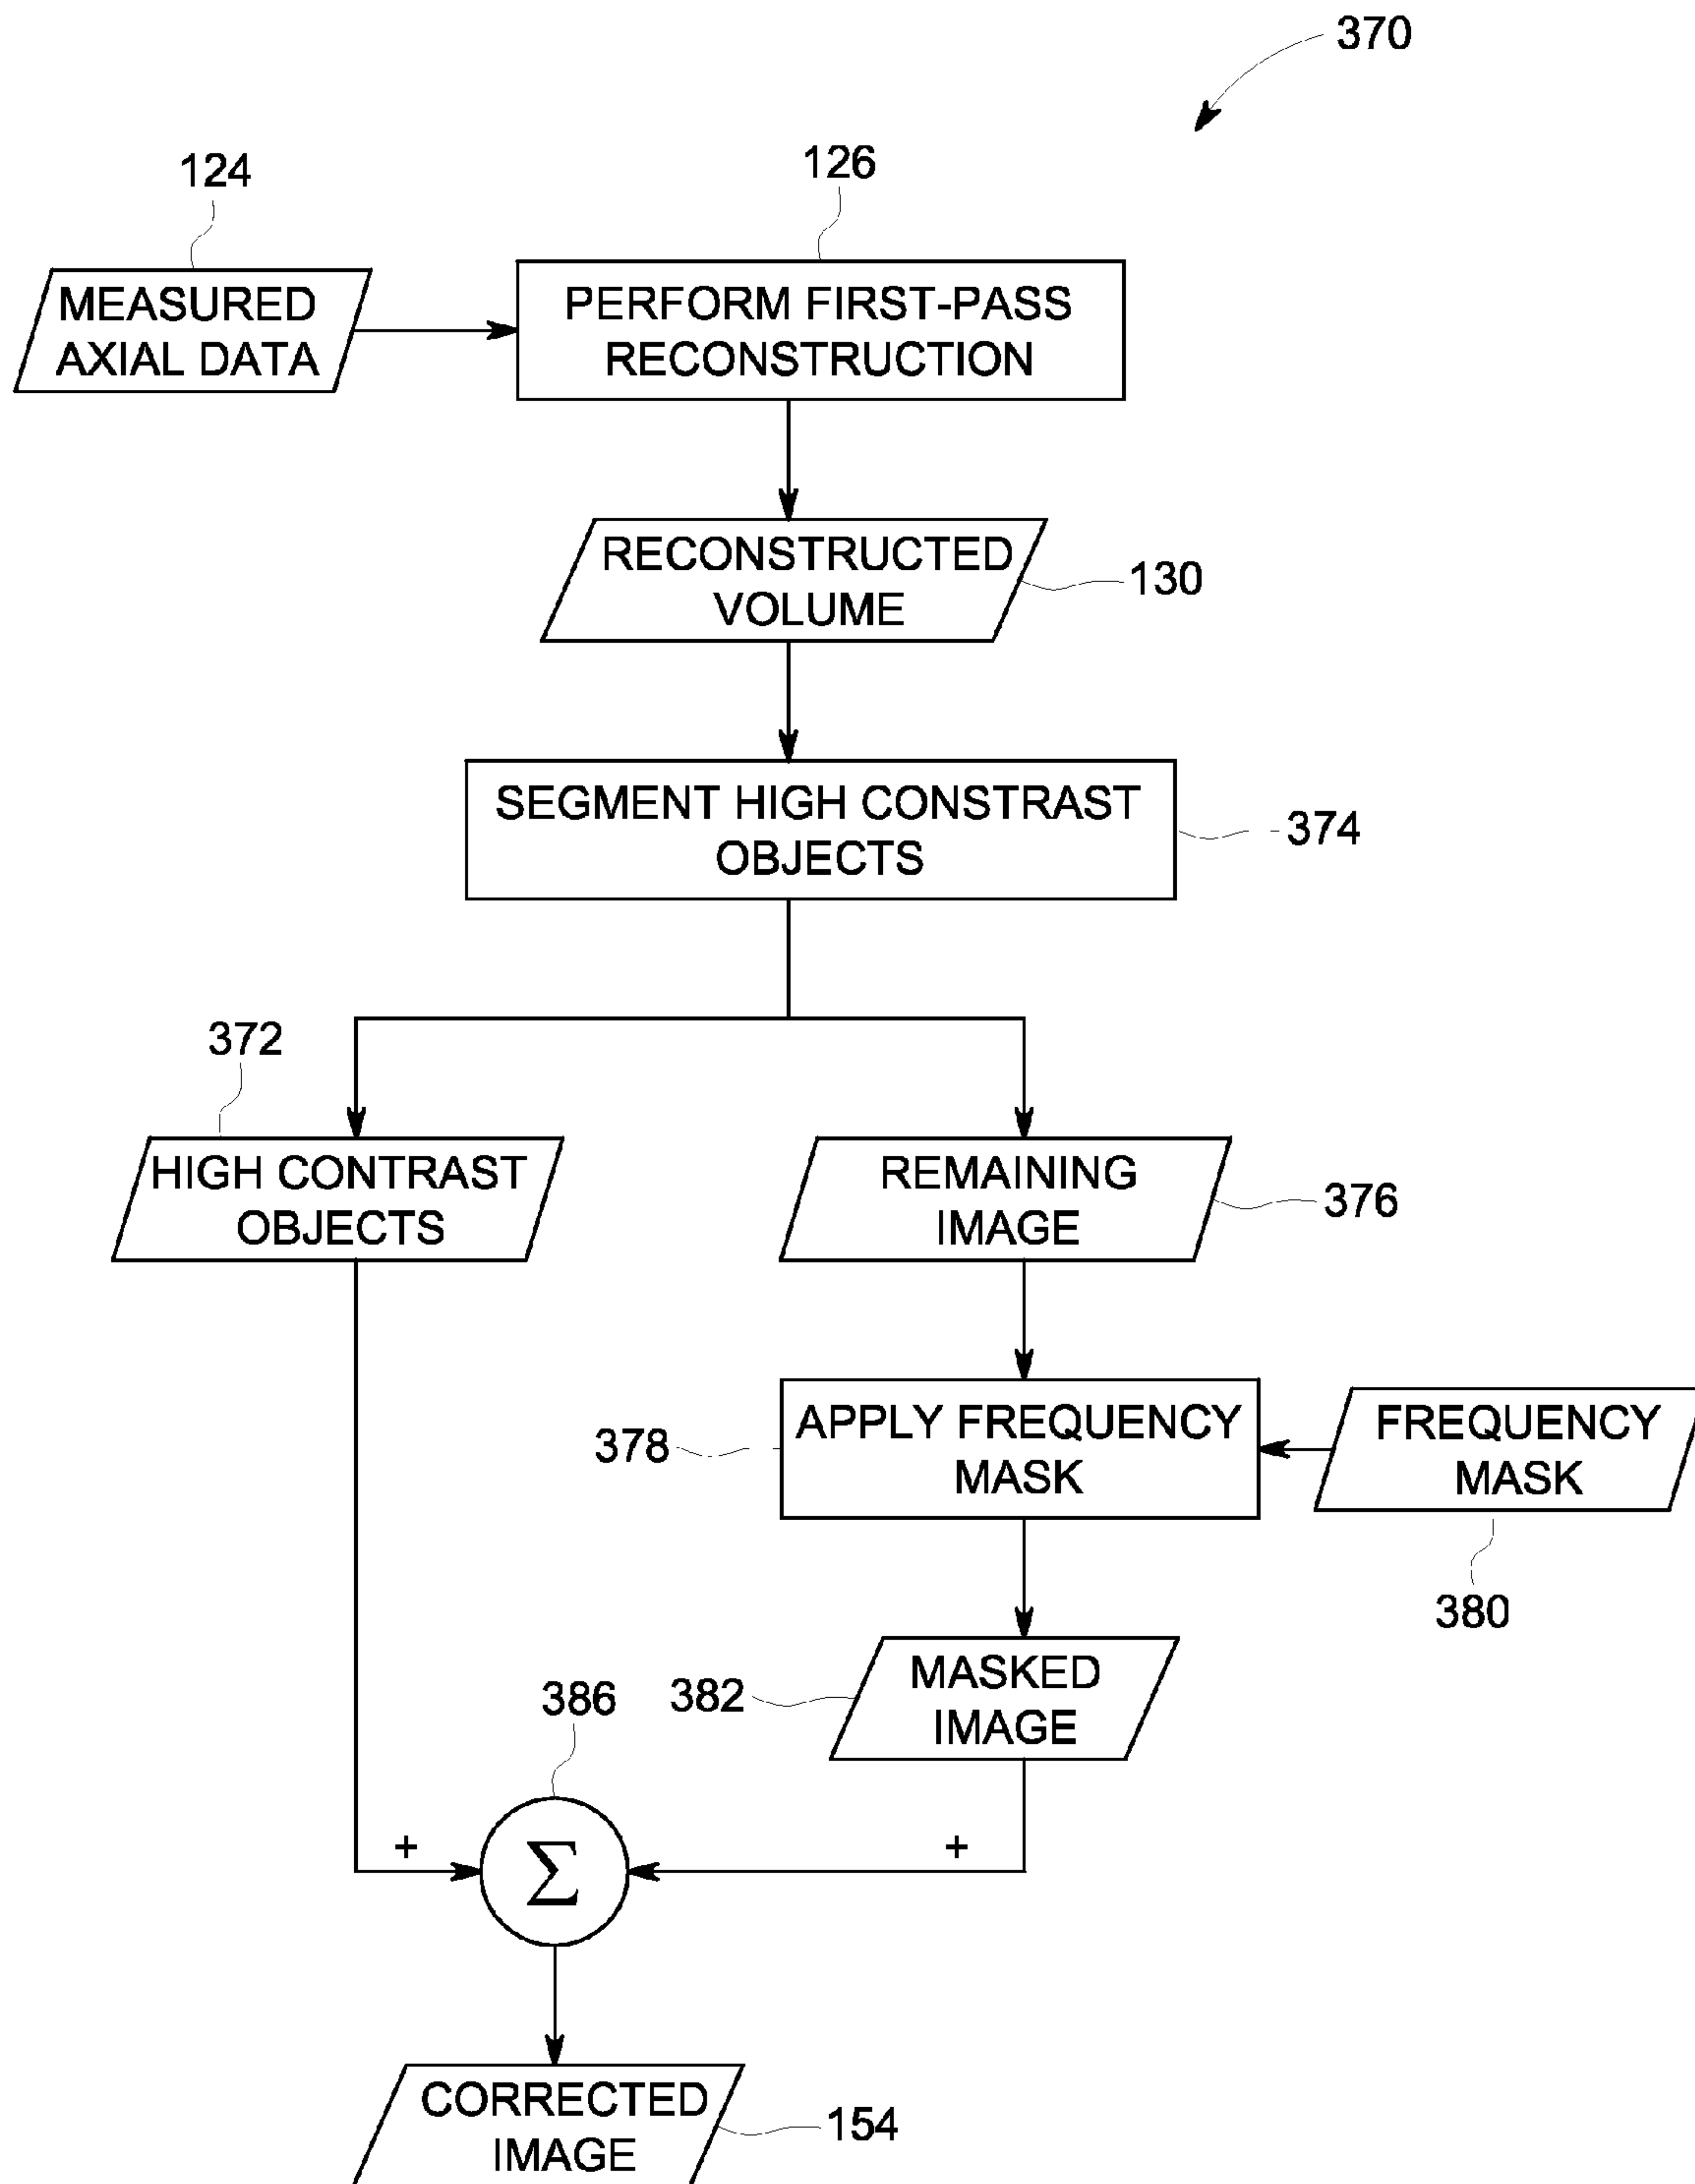 370
124
126
MEASURED
AXIAL DATA
PERFORM FIRST-PASS
RECONSTRUCTION
RECONSTRUCTED
VOLUME
130
SEGMENT HIGH CONSTRAST
OBJECTS
374
372
HIGH CONTRAST
OBJECTS
REMAINING
IMAGE
376
378
APPLY FREQUENCY
MASK
FREQUENCY
MASK
380
382
MASKED
IMAGE
386
+
+
Σ
CORRECTED
IMAGE
154